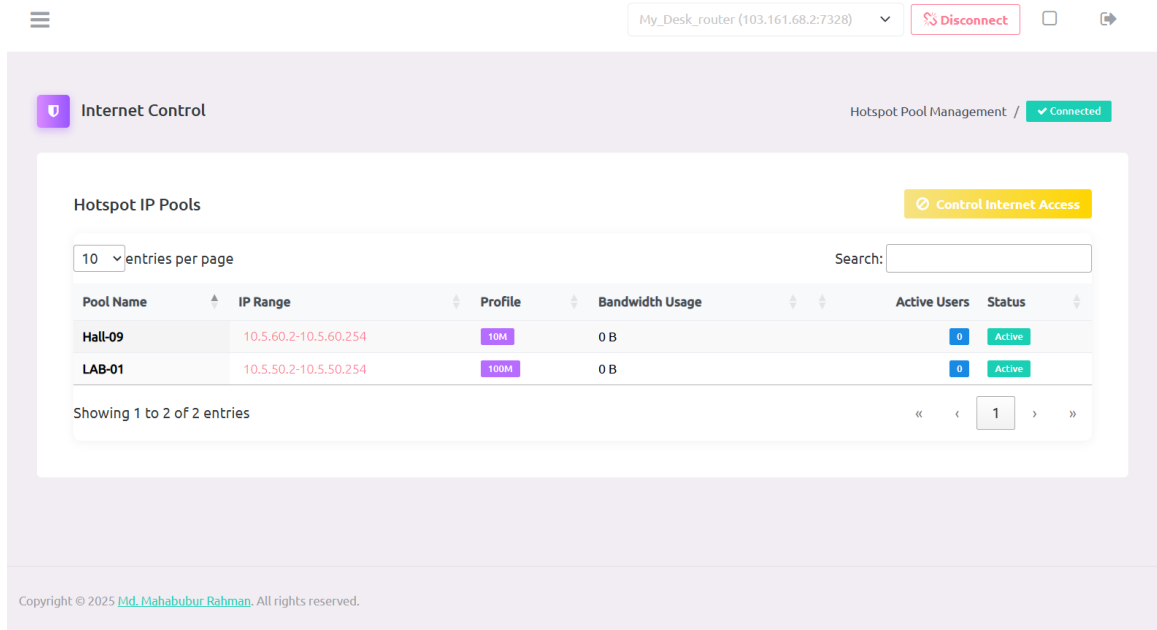 My_Desk_router (103.161.68.2:7328) Disconnect
Internet Control
Hotspot Pool Management / Connected
Hotspot IP Pools
Control Internet Access
10 entries per page
Search:
Pool Name IP Range Profile Bandwidth Usage Active Users Status
Hall-09 10.5.60.2-10.5.60.254 10M 0 B 0 Active
LAB-01 10.5.50.2-10.5.50.254 100M 0 B 0 Active
Showing 1 to 2 of 2 entries
« ‹ 1 › »
Copyright © 2025 Md. Mahabubur Rahman. All rights reserved.